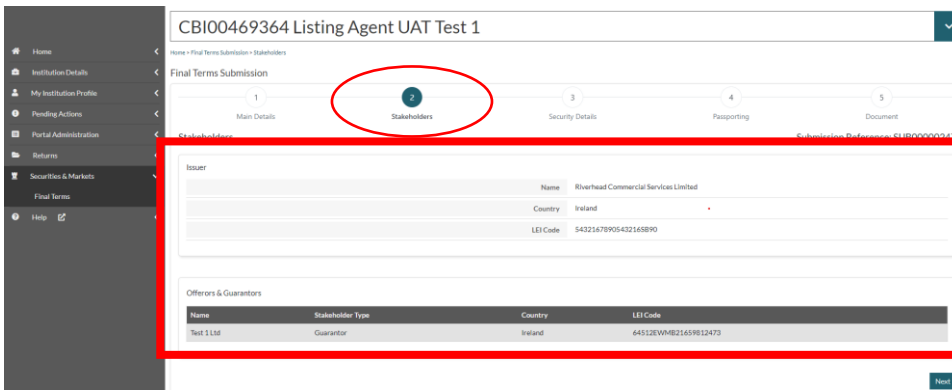 CBI00469364 Listing Agent UAT Test 1
Home
Institution Details
My Institution Profile
Pending Actions
Portal Administration
Returns
Securities & Markets
Final Terms
Help
Home » Final Terms Submission » Stakeholders
Final Terms Submission
1
2
3
4
5
Main Details
Stakeholders
Security Details
Passporting
Document
Stakeholders
Issuer
Name Riverhead Commercial Services Limited
Country Ireland
LEI Code
Offerors & Guarantors
Name Stakeholder Type Country LEI Code
Test 1 Ltd Guarantor Ireland 64512EWMB21659812473
Next